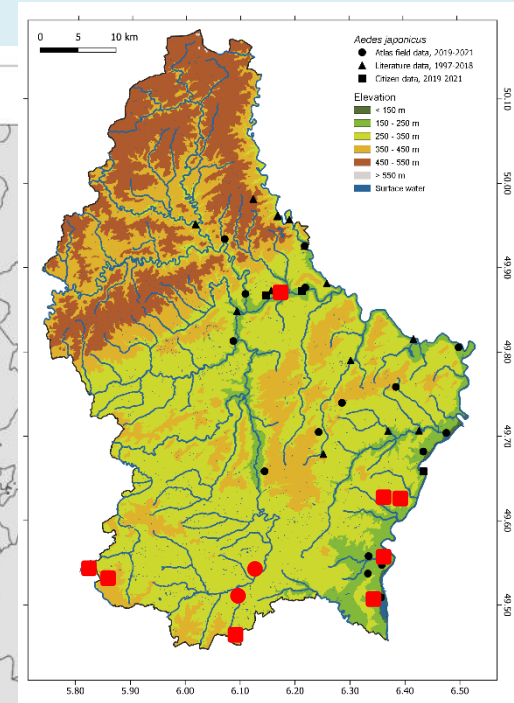 0 5 10 km
Aedes japonicus
Atlas field data, 2019-2021
Literature data, 1997-2018
Citizen data, 2019-2021
Elevation
< 150 m
150 - 250 m
250 - 350 m
350 - 450 m
450 - 550 m
> 550 m
Surface water
50.10
50.00
49.90
49.80
49.70
49.60
49.50
5.80 5.90 6.00 6.10 6.20 6.30 6.40 6.50